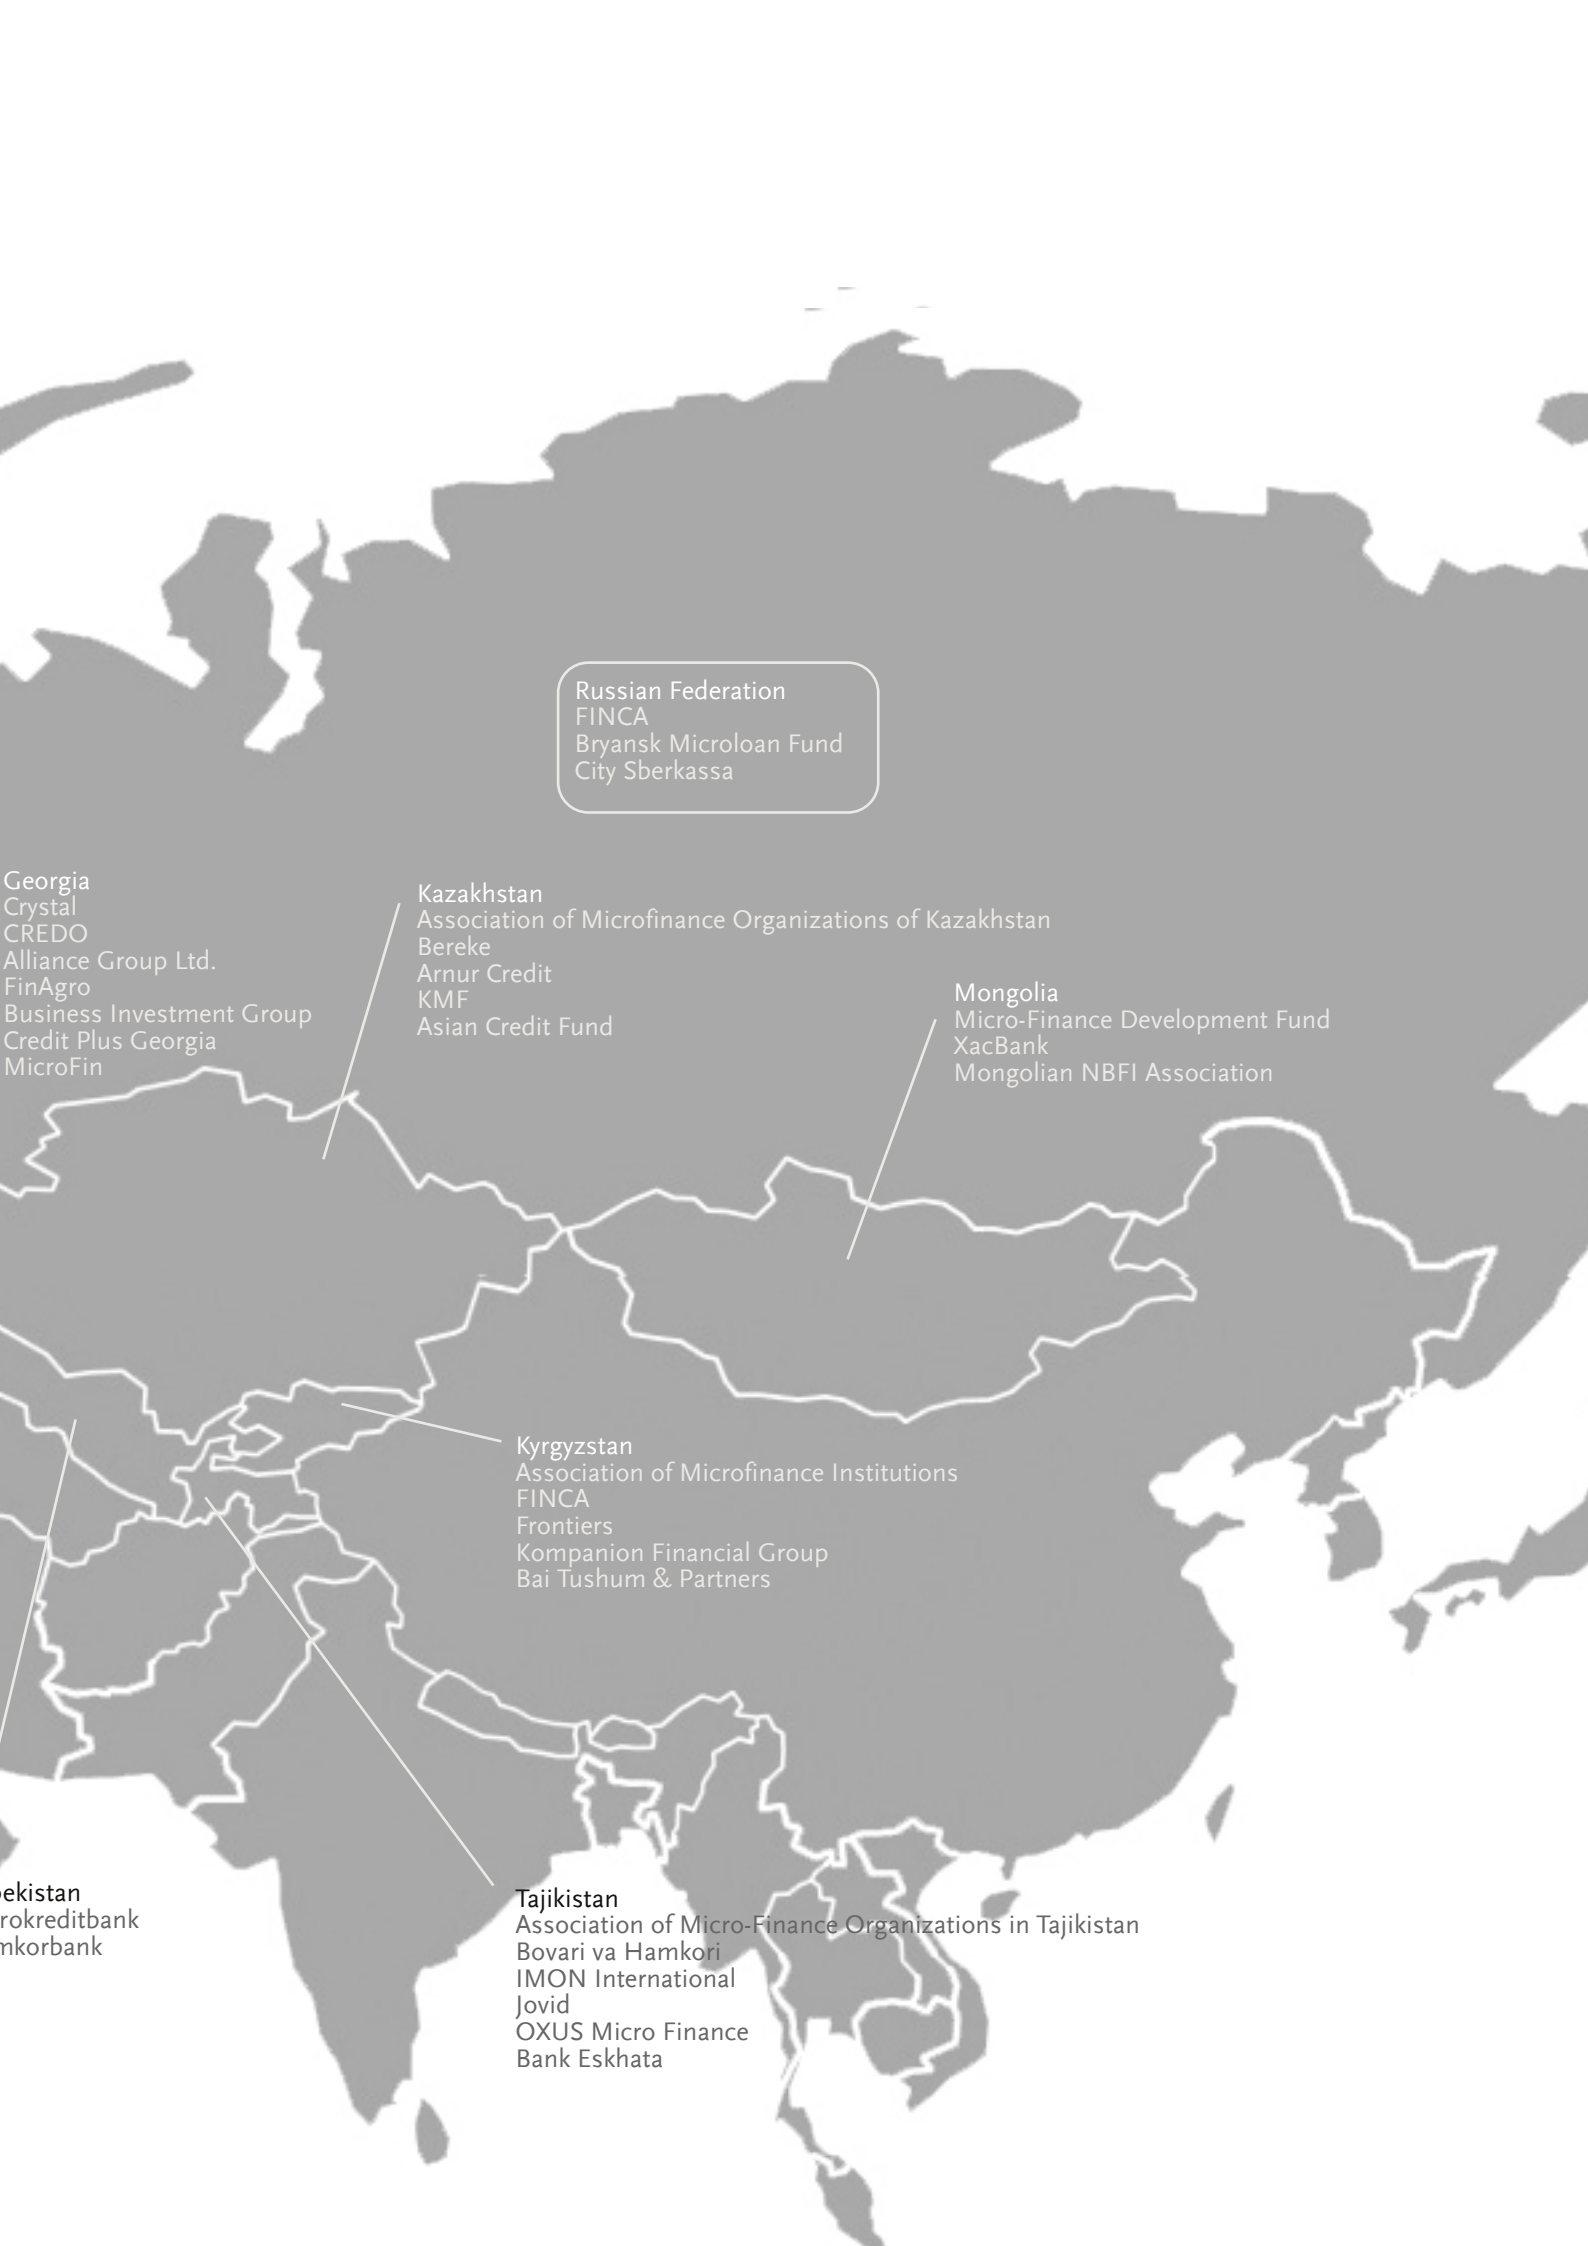 Russian Federation
FINCA
Bryansk Microloan Fund
City Sberkassa
Georgia
Crystal
CREDO
Alliance Group Ltd.
FinAgro
Business Investment Group
Credit Plus Georgia
MicroFin
Kazakhstan
Association of Microfinance Organizations of Kazakhstan
Bereke
Arnur Credit
KMF
Asian Credit Fund
Mongolia
Micro-Finance Development Fund
XacBank
Mongolian NBFI Association
Kyrgyzstan
Association of Microfinance Institutions
FINCA
Frontiers
Kompanion Financial Group
Bai Tushum & Partners
ekistan
rokreditbank
mkorbank
Tajikistan
Association of Micro-Finance Organizations in Tajikistan
Bovari va Hamkori
IMON International
Jovid
OXUS Micro Finance
Bank Eskhata